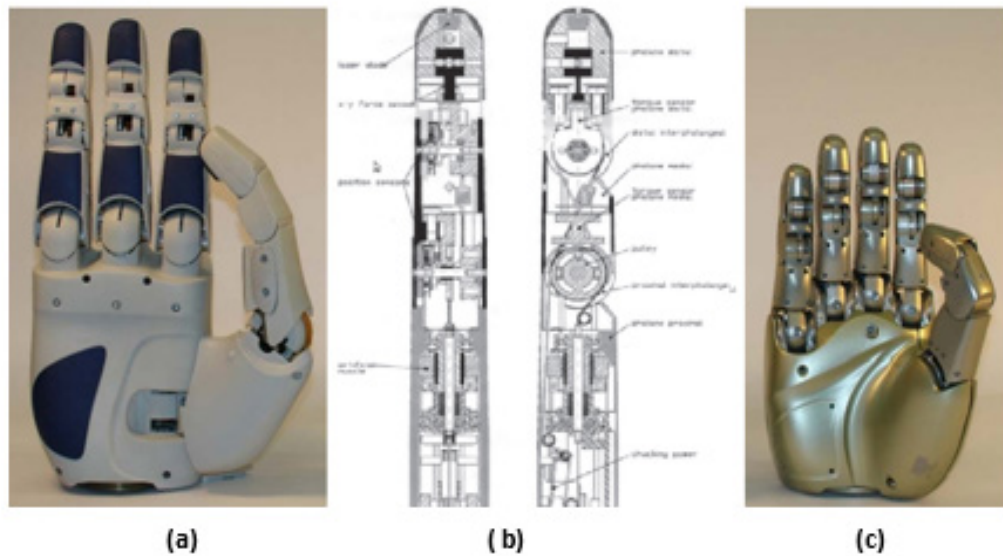 laser diode
x-y force sensor
position sensors
artificial muscle
phalanx distal
torque sensor
phalanx distal
distal interphalangeal
phalanx medial
torque sensor
phalanx medial
pulley
proximal interphalangeal
phalanx proximal
(a)
( b)
(c)